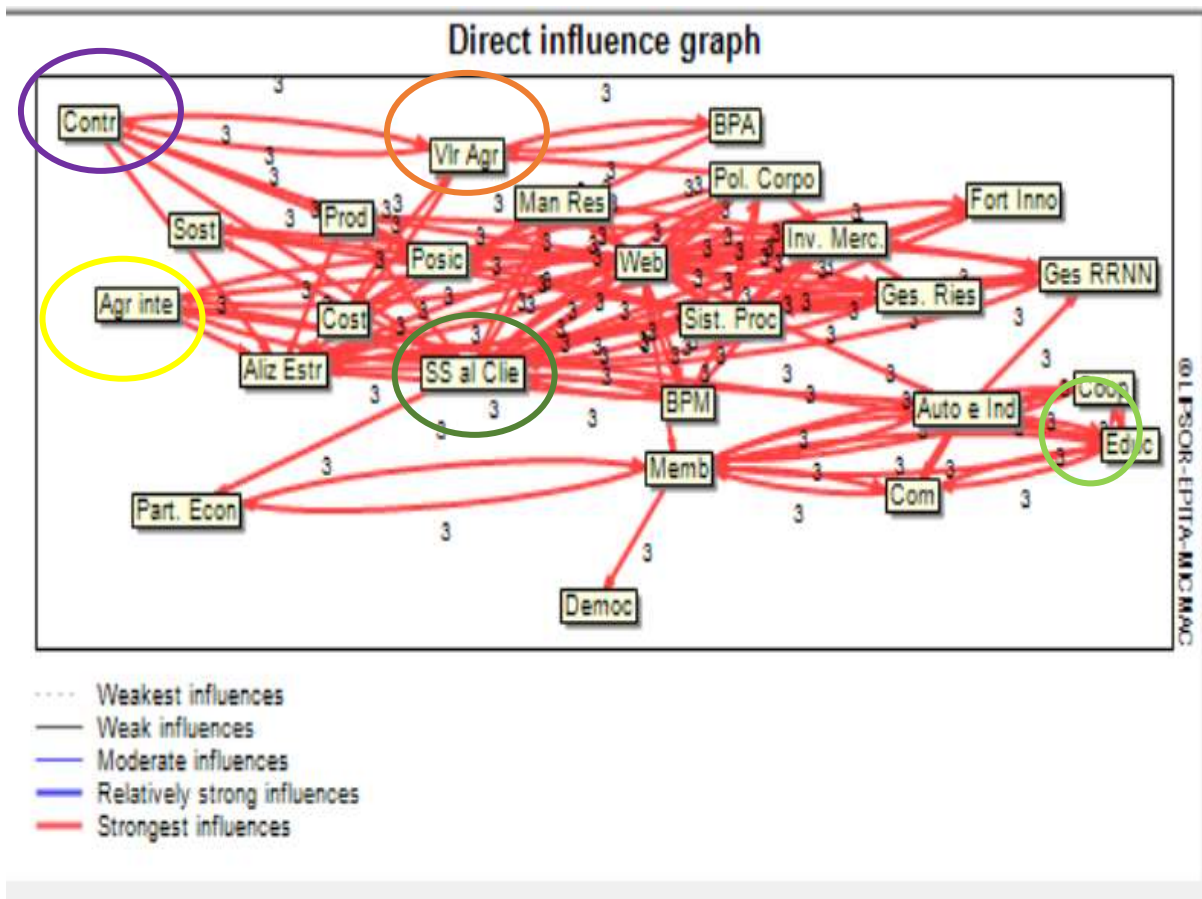 Direct influence graph
Contr
Vlr Agr
BPA
Pol. Corpo
Man Res
Fort Inno
Prod
Sost
Inv. Merc.
Posic
Web
Ges RRNN
Agr inte
Ges. Ries
Cost
Sist. Proc
Aliz Estr
SS al Clie
BPM
Auto e Ind
Coop
Educ
Memb
Com
Part. Econ
Democ
3
@LIPSOR-EPITA-MICMAC
Weakest influences
Weak influences
Moderate influences
Relatively strong influences
Strongest influences